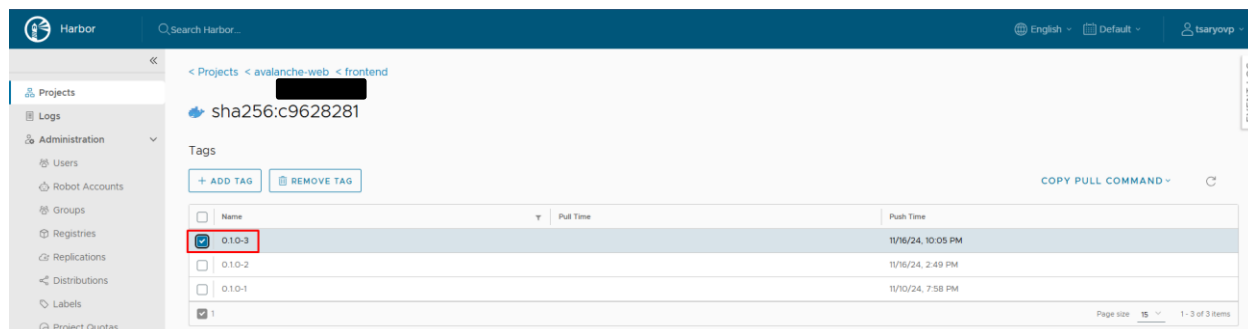 Harbor Search Harbor... English Default tsaryovp
< Projects < avalanche-web < frontend
Projects
sha256:c9628281
Logs
Administration
Tags
Users
+ ADD TAG REMOVE TAG COPY PULL COMMAND
Robot Accounts
Groups
Name Pull Time Push Time
Registries
0.1.0-3 11/16/24, 10:05 PM
Replications
0.1.0-2 11/16/24, 2:49 PM
Distributions
0.1.0-1 11/10/24, 7:58 PM
Labels
1 Page size 15 1 - 3 of 3 items
Project Quotas